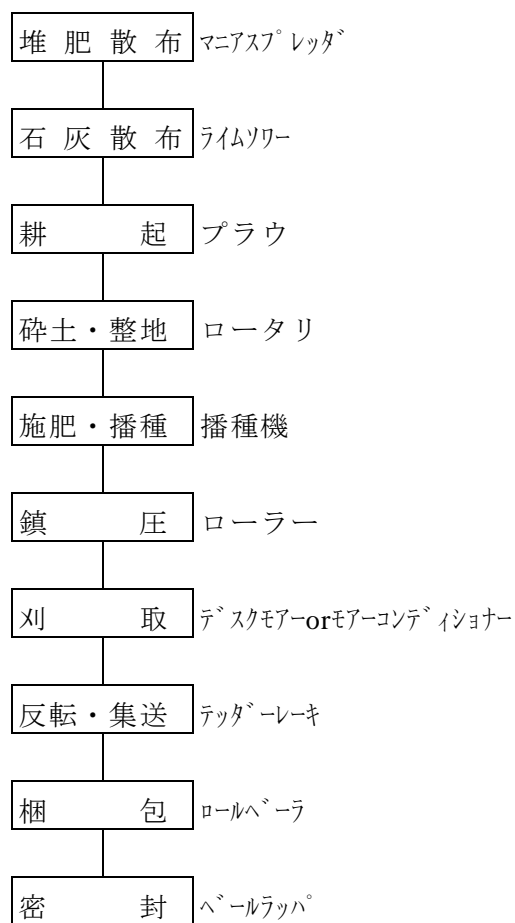 堆肥散布 マニアスプレッダ
石灰散布 ライムソワー
耕起 プラウ
砕土・整地 ロータリ
施肥・播種 播種機
鎮圧 ローラー
刈取 デスクモアーorモアーコンディショナー
反転・集送 テッダーレーキ
梱包 ロールベーラ
密封 ベールラッパ